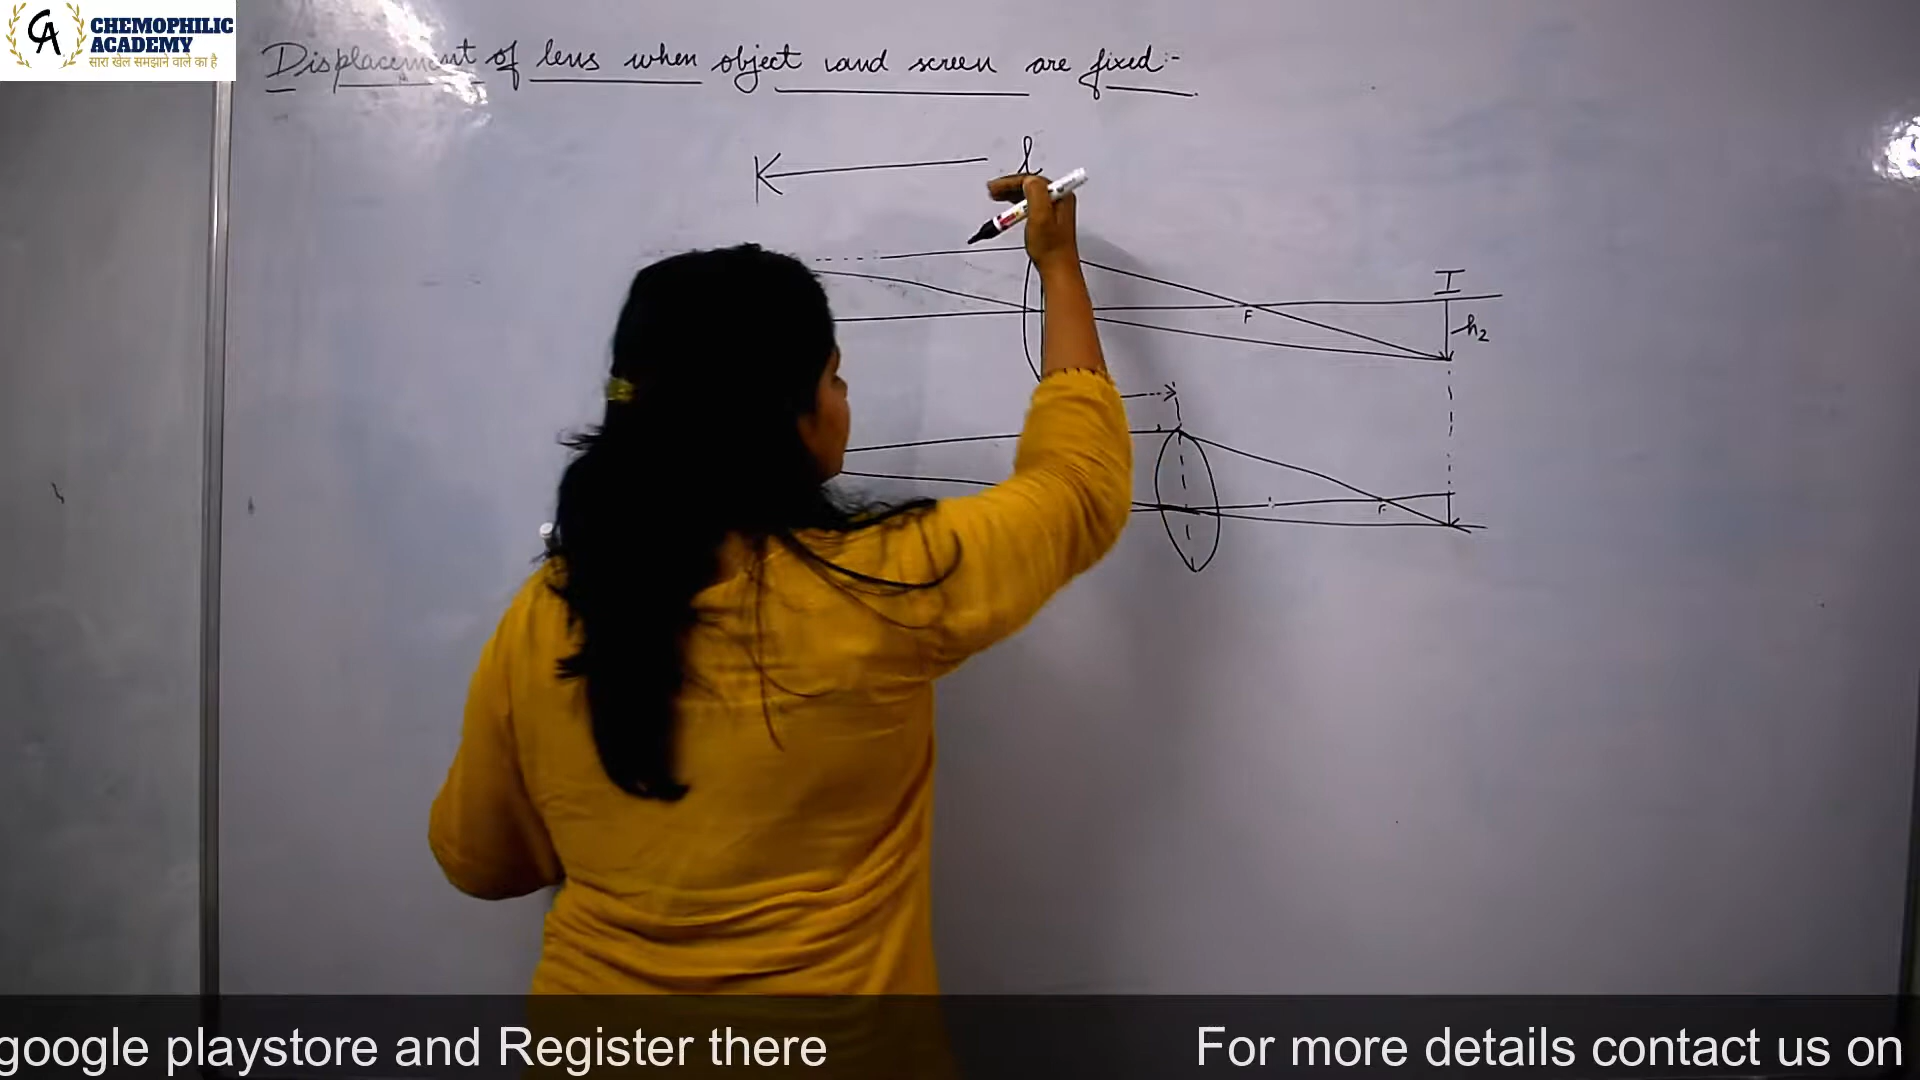 CA
CHEMOPHILIC
ACADEMY
सारा खेल समझाने वाले का है
Displacement of lens when object and screen are fixed:-
l
I
F
h₂
F
google playstore and Register there
For more details contact us on